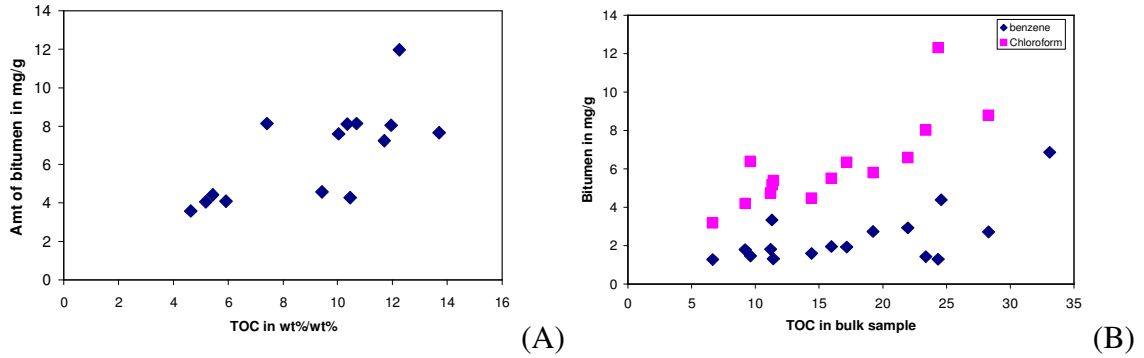 14
12
10
8
6
4
2
0
Amt of bitumen in mg/g
0 2 4 6 8 10 12 14 16
TOC in wt%/wt%
(A)
14
12
10
8
6
4
2
0
Bitumen in mg/g
benzene
Chloroform
0 5 10 15 20 25 30 35
TOC in bulk sample
(B)